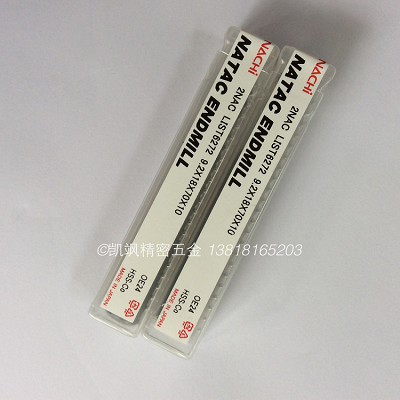 NACHi
NATAC ENDMILL
2NAC LIST6272 9.2X18X70X10
OE24
HSS-Co
MADE IN JAPAN
NACHi
NATAC ENDMILL
2NAC LIST6272 9.2X18X70X10
OE24
HSS-Co
MADE IN JAPAN
©凯飒精密五金 13818165203